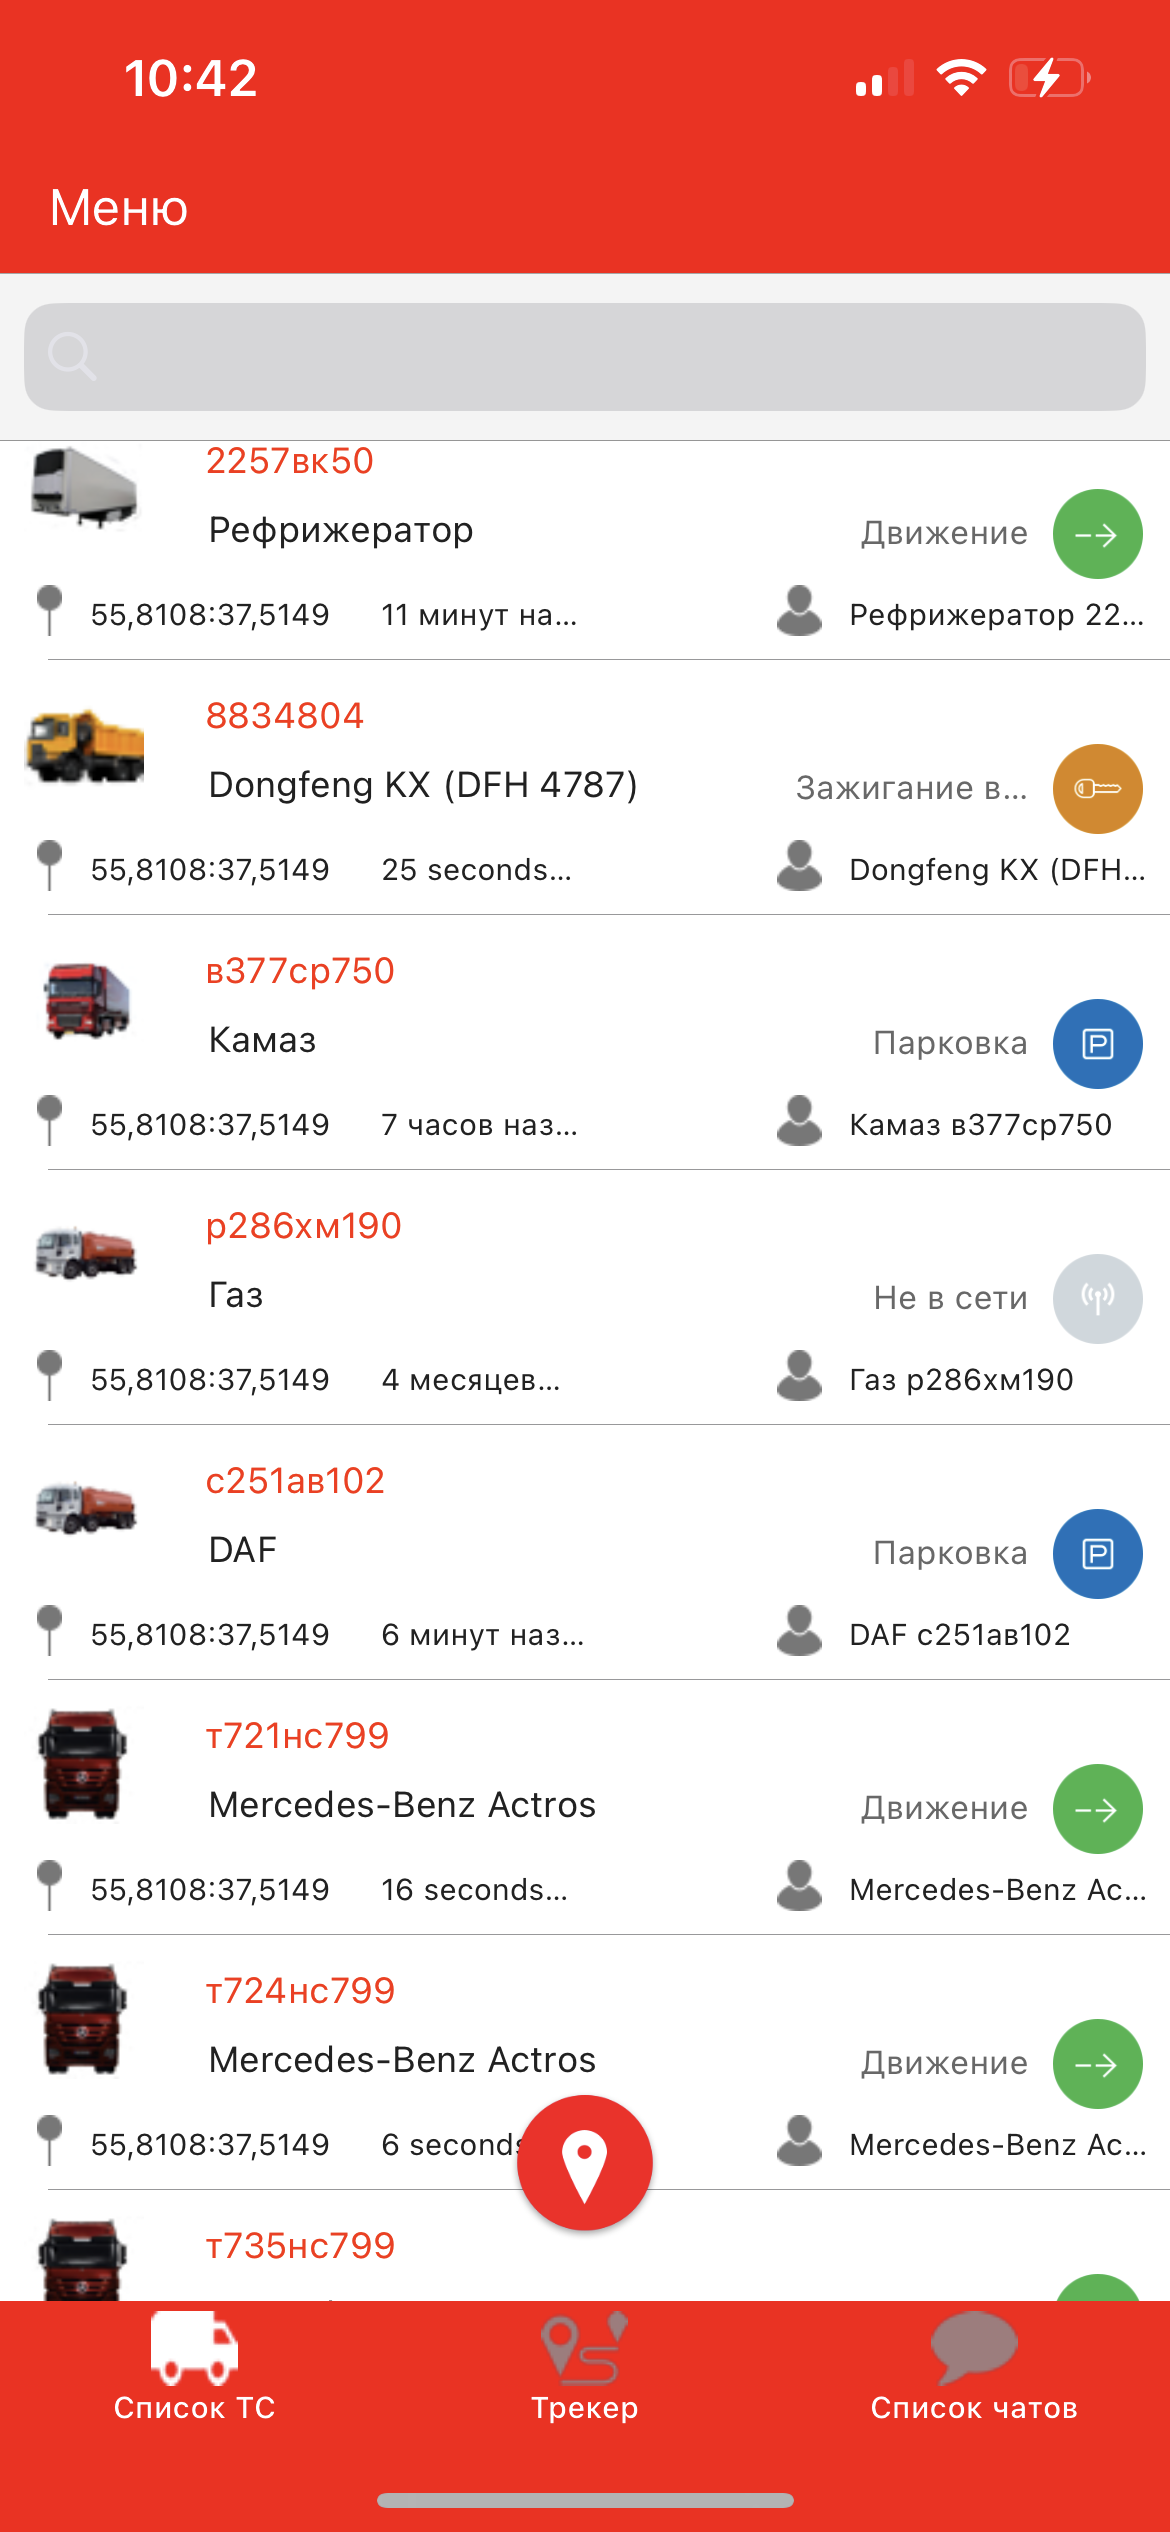 10:42
Меню
2257вк50
Рефрижератор
Движение
55,8108:37,5149 11 минут на... Рефрижератор 22...
8834804
Dongfeng KX (DFH 4787)
Зажигание в...
55,8108:37,5149 25 seconds... Dongfeng KX (DFH...
в377ср750
Камаз
Парковка
P
55,8108:37,5149 7 часов наз... Камаз в377ср750
р286хм190
Газ
Не в сети
55,8108:37,5149 4 месяцев... Газ р286хм190
с251ав102
DAF
Парковка
P
55,8108:37,5149 6 минут наз... DAF с251ав102
т721нс799
Mercedes-Benz Actros
Движение
55,8108:37,5149 16 seconds... Mercedes-Benz Ac...
т724нс799
Mercedes-Benz Actros
Движение
55,8108:37,5149 6 seconds Mercedes-Benz Ac...
т735нс799
Список ТС Трекер Список чатов